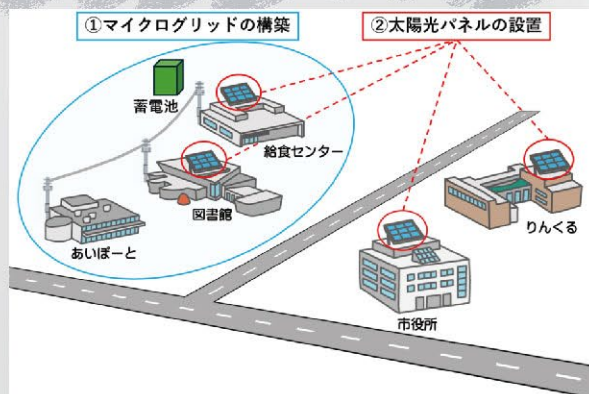 ①マイクログリッドの構築
②太陽光パネルの設置
蓄電池
給食センター
図書館
あいぽーと
りんくる
市役所